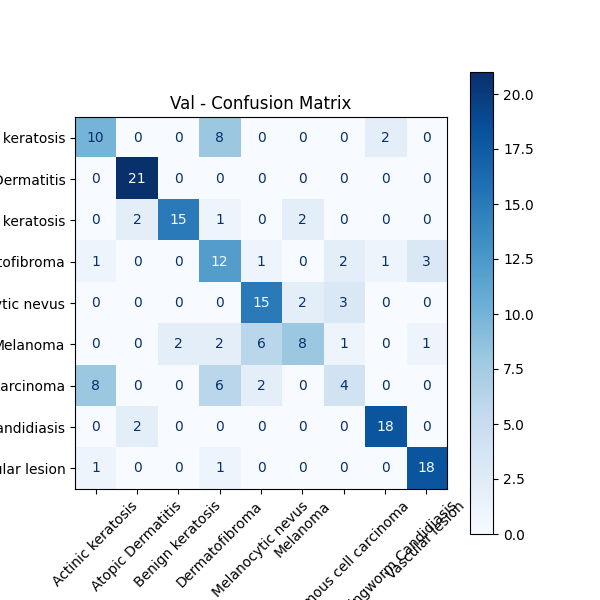 Val - Confusion Matrix
keratosis 10 0 0 8 0 0 0 2 0
Dermatitis 0 21 0 0 0 0 0 0 0
keratosis 0 2 15 1 0 2 0 0 0
tofibroma 1 0 0 12 1 0 2 1 3
ytic nevus 0 0 0 0 15 2 3 0 0
Melanoma 0 0 2 2 6 8 1 0 1
arcinoma 8 0 0 6 2 0 4 0 0
andidiasis 0 2 0 0 0 0 0 18 0
ular lesion 1 0 0 1 0 0 0 0 18
Actinic keratosis
Atopic Dermatitis
Benign keratosis
Dermatofibroma
Melanocytic nevus
Melanoma
mous cell carcinoma
ingworm Candidiasis
Vascular lesion
20.0
17.5
15.0
12.5
10.0
7.5
5.0
2.5
0.0